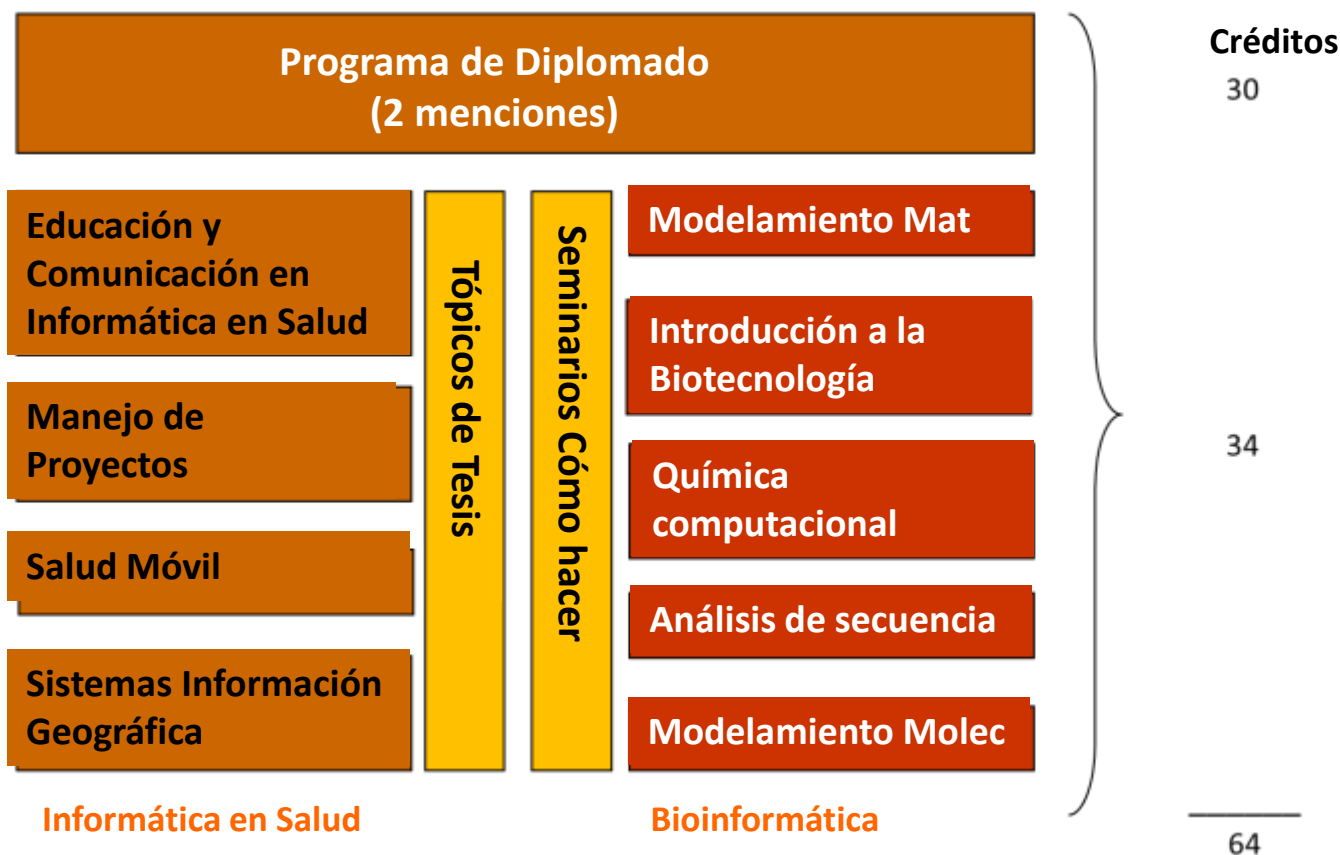 Programa de Diplomado
(2 menciones)
Créditos
30
Educación y
Comunicación en
Informática en Salud
Manejo de
Proyectos
Salud Móvil
Sistemas Información
Geográfica
Tópicos de Tesis
Seminarios Cómo hacer
Modelamiento Mat
Introducción a la
Biotecnología
Química
computacional
Análisis de secuencia
Modelamiento Molec
34
Informática en Salud
Bioinformática
64